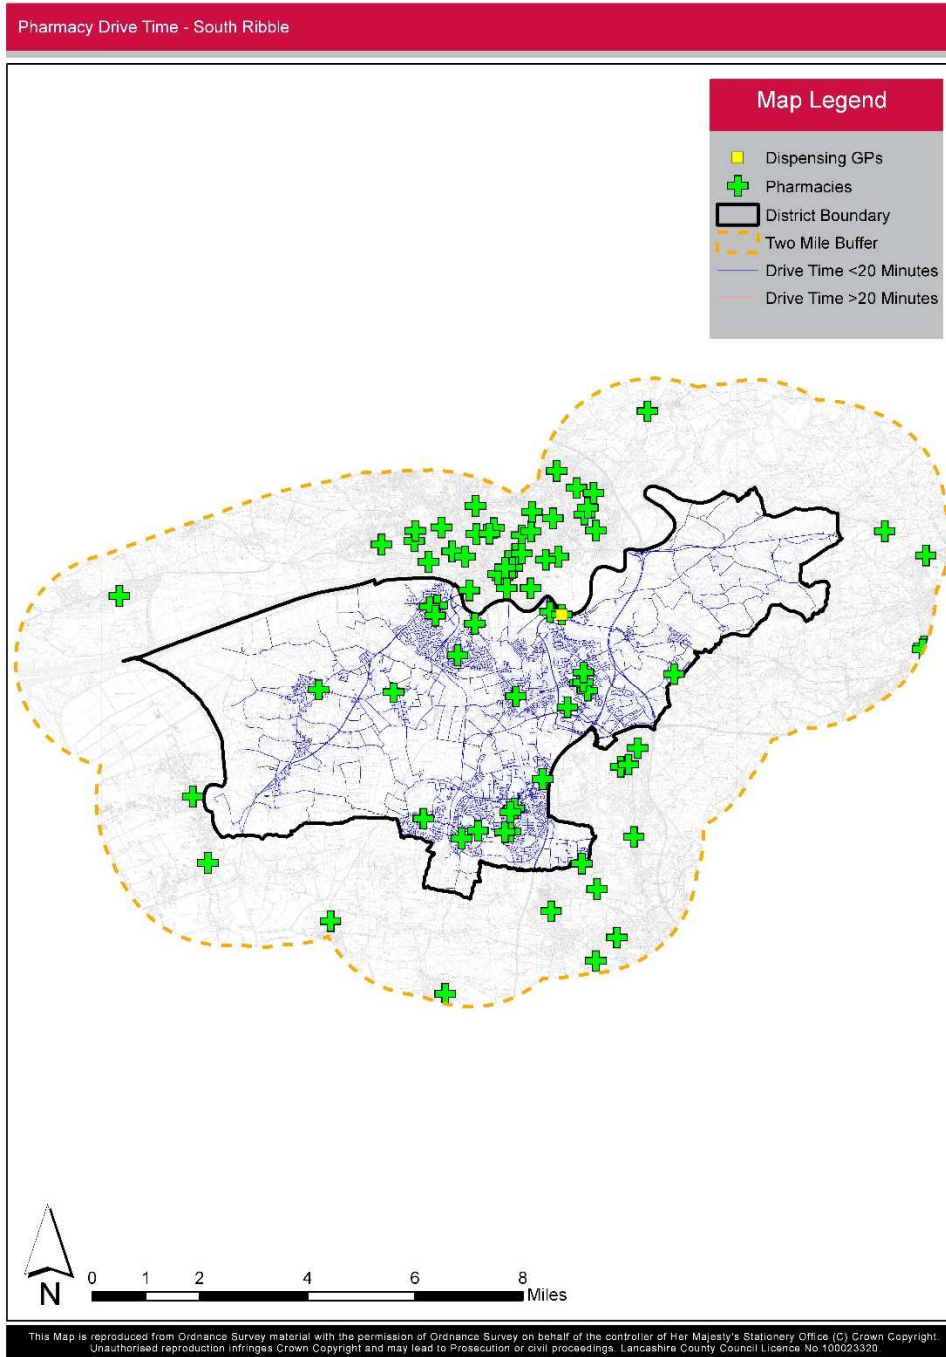 Pharmacy Drive Time - South Ribble
Map Legend
Dispensing GPs
Pharmacies
District Boundary
Two Mile Buffer
Drive Time <20 Minutes
Drive Time >20 Minutes
N
0 1 2 4 6 8
Miles
This Map is reproduced from Ordnance Survey material with the permission of Ordnance Survey on behalf of the controller of Her Majesty's Stationery Office (C) Crown Copyright.
Unauthorised reproduction infringes Crown Copyright and may lead to Prosecution or civil proceedings. Lancashire County Council Licence No.100023320.